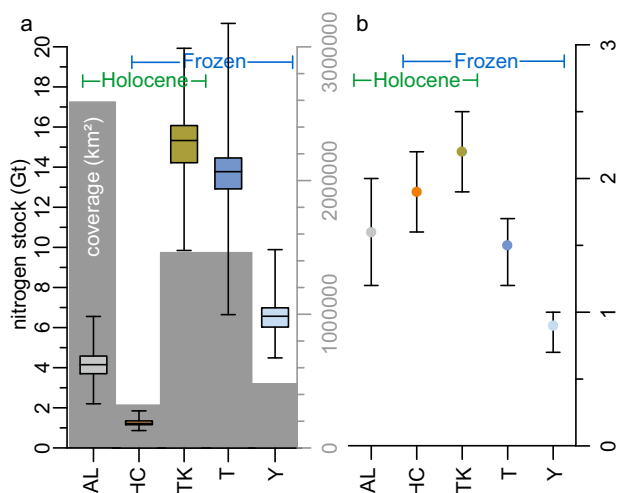 a
b
Frozen
Holocene
Frozen
Holocene
nitrogen stock (Gt)
0
2
4
6
8
10
12
14
16
18
20
coverage (km²)
0
1000000
2000000
3000000
0
1
2
3
AL
HC
TK
T
Y
AL
HC
TK
T
Y